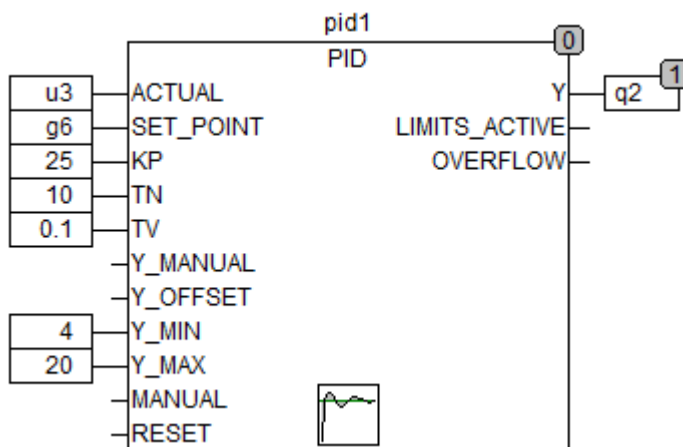 pid1
0
PID
1
u3 ACTUAL Y q2
g6 SET_POINT LIMITS_ACTIVE
25 KP OVERFLOW
10 TN
0.1 TV
Y_MANUAL
Y_OFFSET
4 Y_MIN
20 Y_MAX
MANUAL
RESET